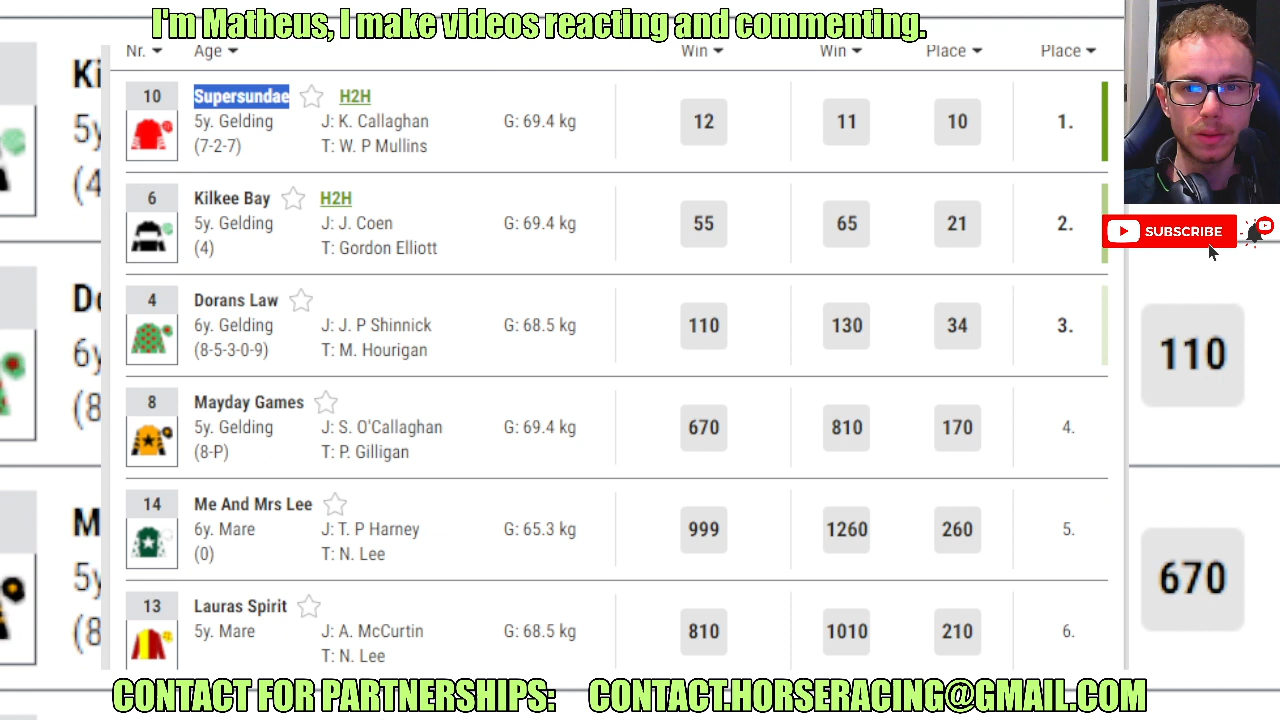 I'm Matheus, I make videos reacting and commenting.
Nr. Age Win Win Place Place
10 Supersundae H2H
5y. Gelding J: K. Callaghan G: 69.4 kg 12 11 10 1.
(7-2-7) T: W. P Mullins
6 Kilkee Bay H2H
5y. Gelding J: J. Coen G: 69.4 kg 55 65 21 2.
(4) T: Gordon Elliott
SUBSCRIBE
4 Dorans Law
6y. Gelding J: J. P Shinnick G: 68.5 kg 110 130 34 3.
(8-5-3-0-9) T: M. Hourigan
110
8 Mayday Games
5y. Gelding J: S. O'Callaghan G: 69.4 kg 670 810 170 4.
(8-P) T: P. Gilligan
14 Me And Mrs Lee
6y. Mare J: T. P Harney G: 65.3 kg 999 1260 260 5.
(0) T: N. Lee
670
13 Lauras Spirit
5y. Mare J: A. McCurtin G: 68.5 kg 810 1010 210 6.
T: N. Lee
CONTACT FOR PARTNERSHIPS: CONTACT.HORSERACING@GMAIL.COM